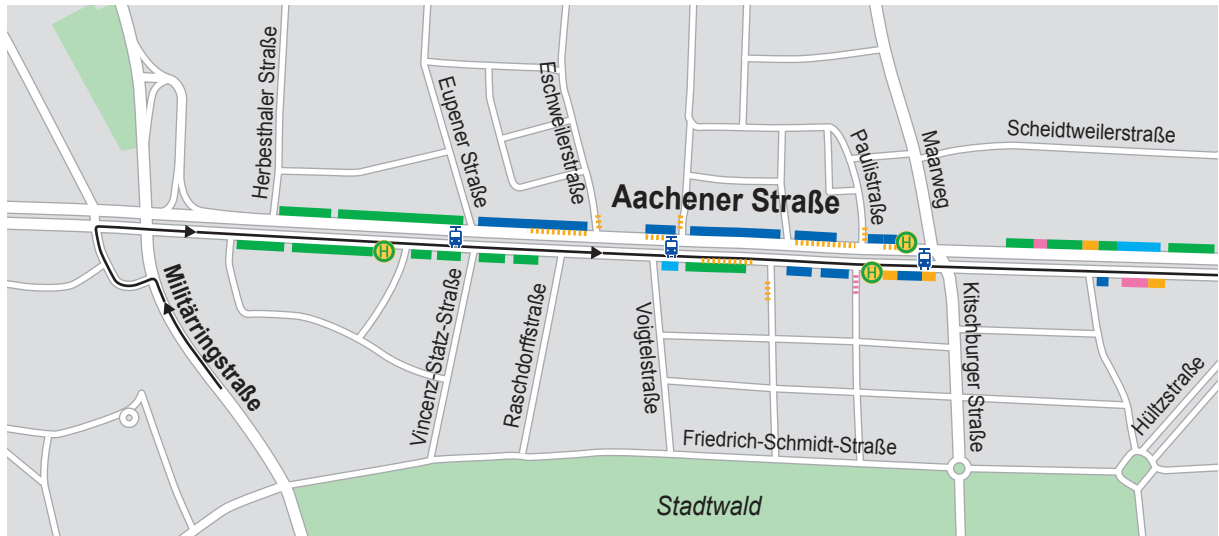 Herbesthaler Straße
Eupener Straße
Eschweilerstraße
Aachener Straße
Paulistraße
Maarweg
Scheidtweilerstraße
H
H
H
Militärringstraße
Vincenz-Statz-Straße
Raschdorffstraße
Voigtelstraße
Kitschburger Straße
Hültzstraße
Friedrich-Schmidt-Straße
Stadtwald